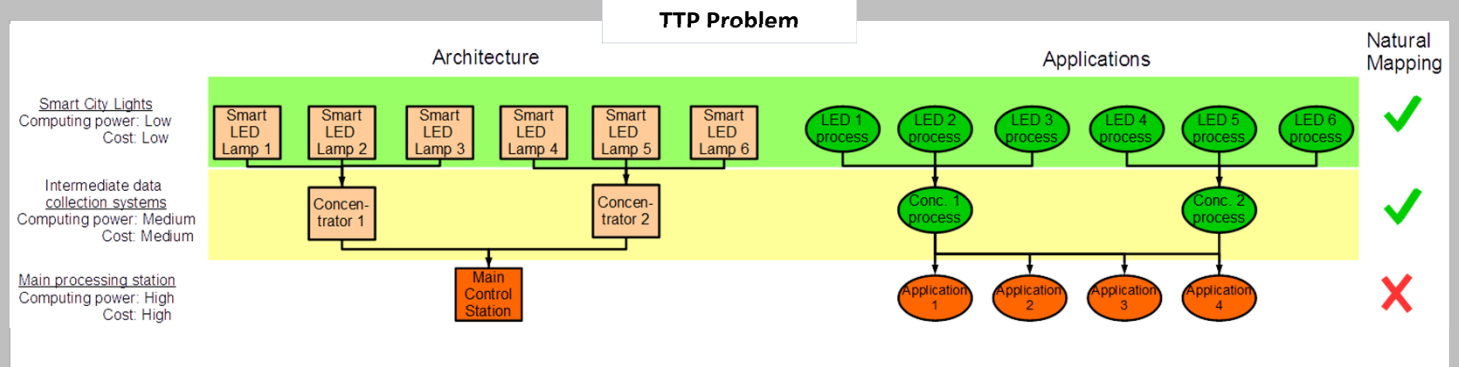 TTP Problem
Architecture
Applications
Natural
Mapping
Smart City Lights
Computing power: Low
Cost: Low
Smart
LED
Lamp 1
Smart
LED
Lamp 2
Smart
LED
Lamp 3
Smart
LED
Lamp 4
Smart
LED
Lamp 5
Smart
LED
Lamp 6
LED 1
process
LED 2
process
LED 3
process
LED 4
process
LED 5
process
LED 6
process
Intermediate data
collection systems
Computing power: Medium
Cost: Medium
Concen-
trator 1
Concen-
trator 2
Conc. 1
process
Conc. 2
process
Main processing station
Computing power: High
Cost: High
Main
Control
Station
Application
1
Application
2
Application
3
Application
4